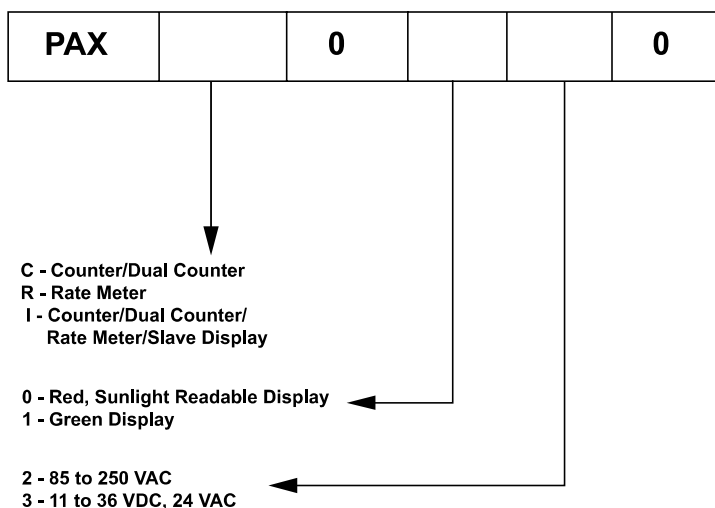 PAX 0 0
C - Counter/Dual Counter
R - Rate Meter
I - Counter/Dual Counter/
Rate Meter/Slave Display
0 - Red, Sunlight Readable Display
1 - Green Display
2 - 85 to 250 VAC
3 - 11 to 36 VDC, 24 VAC